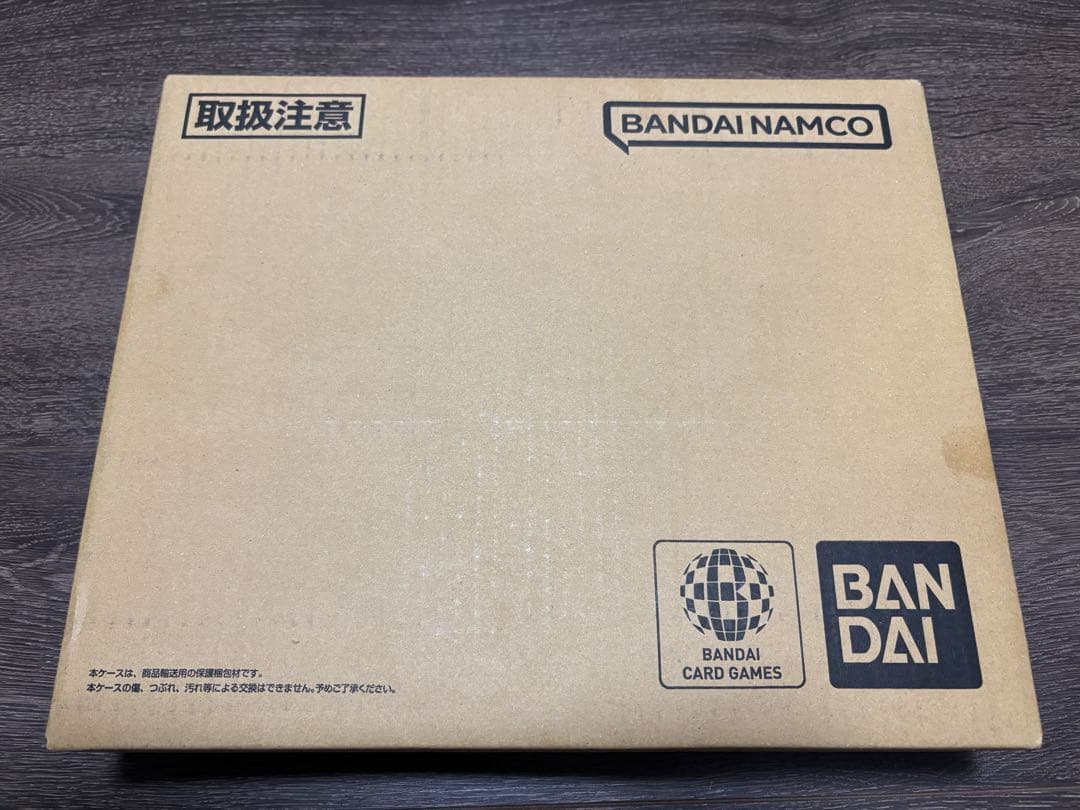 取扱注意
BANDAI NAMCO
BANDAI
CARD GAMES
BAN
DAI
本ケースは、商品輸送用の保護梱包材です。
本ケースの傷、つぶれ、汚れ等による交換はできません。予めご了承ください。